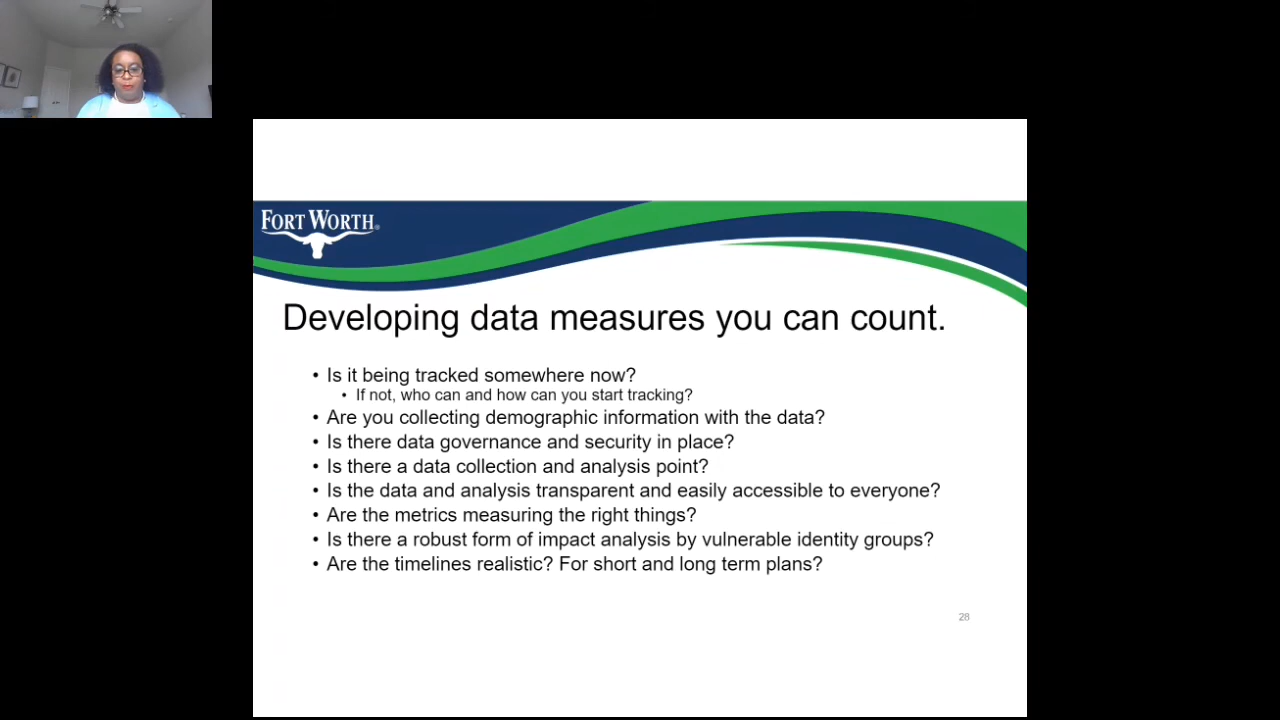 FORT WORTH®
Developing data measures you can count.
• Is it being tracked somewhere now?
• If not, who can and how can you start tracking?
• Are you collecting demographic information with the data?
• Is there data governance and security in place?
• Is there a data collection and analysis point?
• Is the data and analysis transparent and easily accessible to everyone?
• Are the metrics measuring the right things?
• Is there a robust form of impact analysis by vulnerable identity groups?
• Are the timelines realistic? For short and long term plans?
28